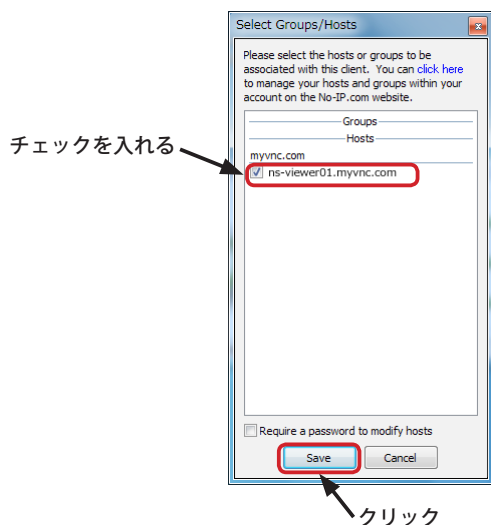 Select Groups/Hosts
Please select the hosts or groups to be
associated with this client. You can click here
to manage your hosts and groups within your
account on the No-IP.com website.
Groups
Hosts
myvnc.com
チェックを入れる
ns-viewer01.myvnc.com
Require a password to modify hosts
Save
Cancel
クリック